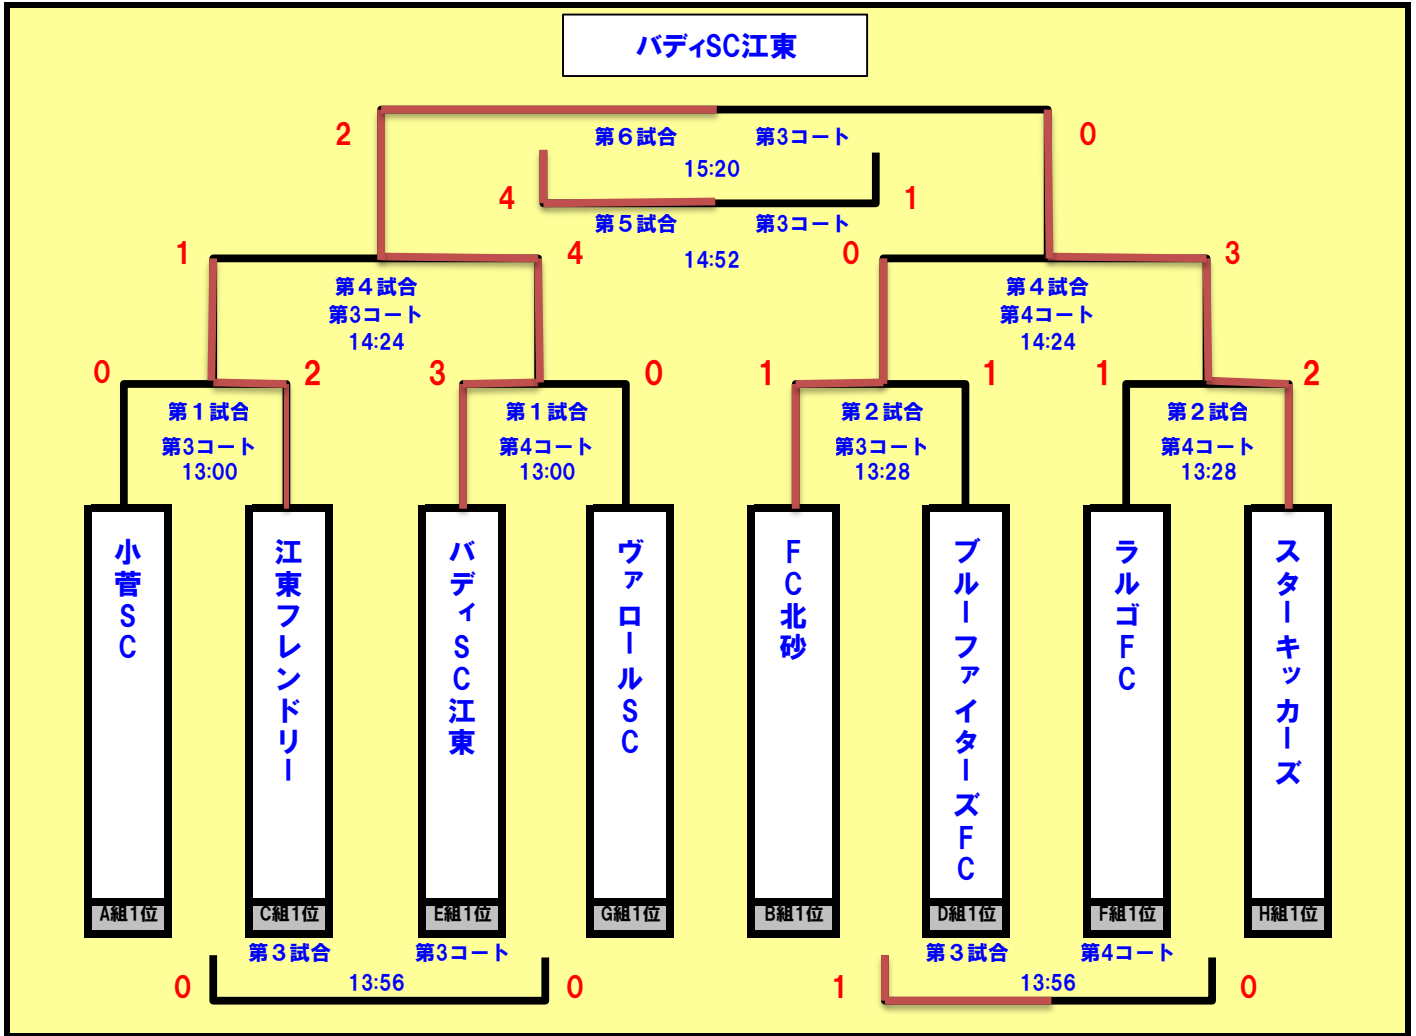 バディSC江東
2
第6試合 第3コート
0
15:20
4
1
第5試合 第3コート
14:52
1
4
0
3
第4試合
第3コート
14:24
第4試合
第4コート
14:24
0
2
3
0
1
1
1
2
第1試合
第3コート
13:00
第1試合
第4コート
13:00
第2試合
第3コート
13:28
第2試合
第4コート
13:28
小菅SC
江東フレンドリー
バディSC江東
ヴァロールSC
FC北砂
ブルーファイターズFC
ラルゴFC
スターキッカーズ
A組1位
C組1位
E組1位
G組1位
B組1位
D組1位
F組1位
H組1位
第3試合 第3コート
0
13:56
0
第3試合 第4コート
1
13:56
0